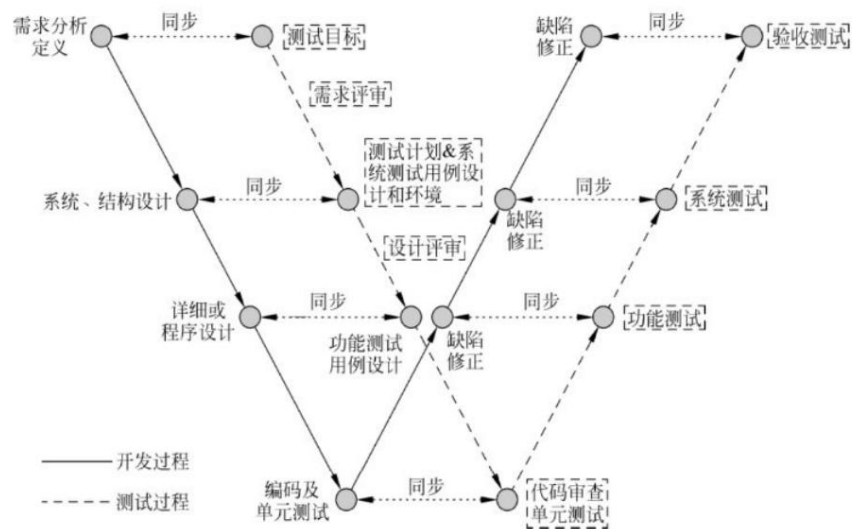 需求分析
定义
同步
测试目标
缺陷
修正
同步
验收测试
需求评审
系统、结构设计
同步
测试计划&系
统测试用例设
计和环境
缺陷
修正
同步
系统测试
设计评审
详细或
程序设计
同步
功能测试
用例设计
缺陷
修正
同步
功能测试
开发过程
测试过程
编码及
单元测试
同步
代码审查
单元测试